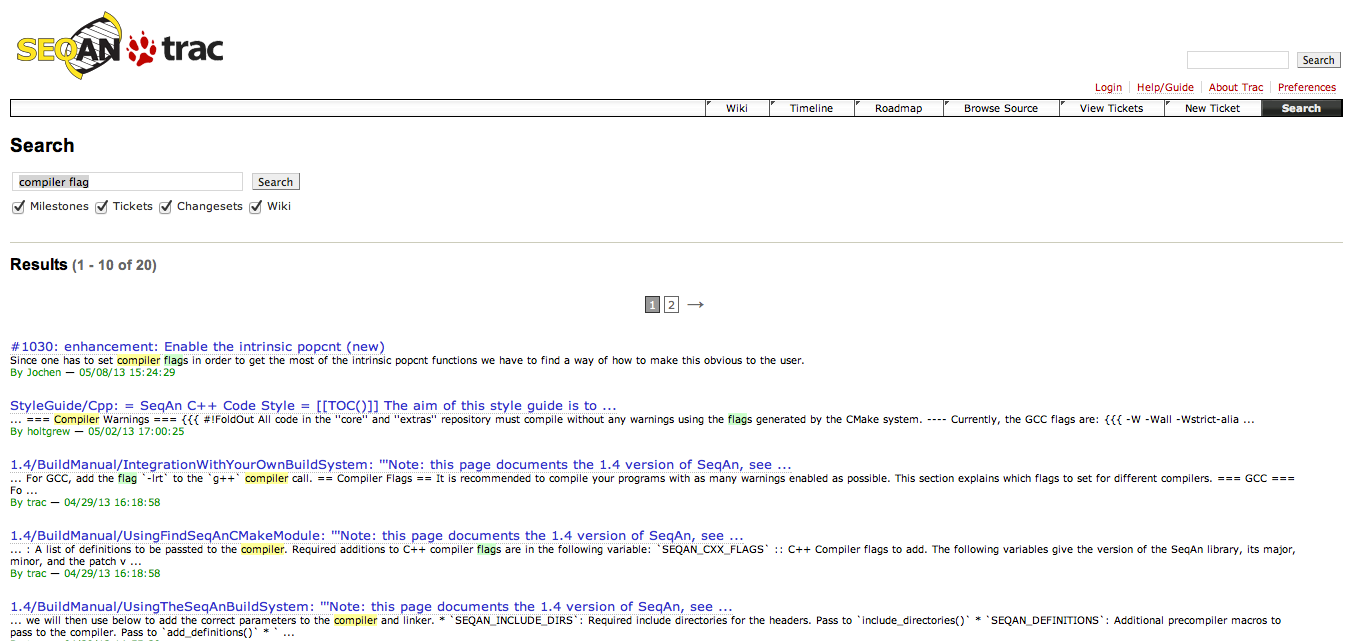 SEQAN trac
Search
Login Help/Guide About Trac Preferences
Wiki Timeline Roadmap Browse Source View Tickets New Ticket Search
Search
compiler flag Search
Milestones Tickets Changesets Wiki
Results (1 - 10 of 20)
1 2 →
#1030: enhancement: Enable the intrinsic popcnt (new)
Since one has to set compiler flags in order to get the most of the intrinsic popcnt functions we have to find a way of how to make this obvious to the user.
By Jochen — 05/08/13 15:24:29
StyleGuide/Cpp: = SeqAn C++ Code Style = [[TOC()]] The aim of this style guide is to ...
... === Compiler Warnings === {{{ #!FoldOut All code in the "core" and "extras" repository must compile without any warnings using the flags generated by the CMake system. ---- Currently, the GCC flags are: {{{ -W -Wall -Wstrict-alia ...
By holtgrew — 05/02/13 17:00:25
1.4/BuildManual/IntegrationWithYourOwnBuildSystem: '"Note: this page documents the 1.4 version of SeqAn, see ...
... For GCC, add the flag `-lrt` to the `g++` compiler call. == Compiler Flags == It is recommended to compile your programs with as many warnings enabled as possible. This section explains which flags to set for different compilers. === GCC ===
Fo ...
By trac — 04/29/13 16:18:58
1.4/BuildManual/UsingFindSeqAnCMakeModule: '"Note: this page documents the 1.4 version of SeqAn, see ...
... : A list of definitions to be passted to the compiler. Required additions to C++ compiler flags are in the following variable: `SEQAN_CXX_FLAGS` :: C++ Compiler flags to add. The following variables give the version of the SeqAn library, its major,
minor, and the patch v ...
By trac — 04/29/13 16:18:58
1.4/BuildManual/UsingTheSeqAnBuildSystem: '"Note: this page documents the 1.4 version of SeqAn, see ...
... we will then use below to add the correct parameters to the compiler and linker. * `SEQAN_INCLUDE_DIRS`: Required include directories for the headers. Pass to `include_directories()` * `SEQAN_DEFINITIONS`: Additional precompiler macros to
pass to the compiler. Pass to `add_definitions()` * ` ...